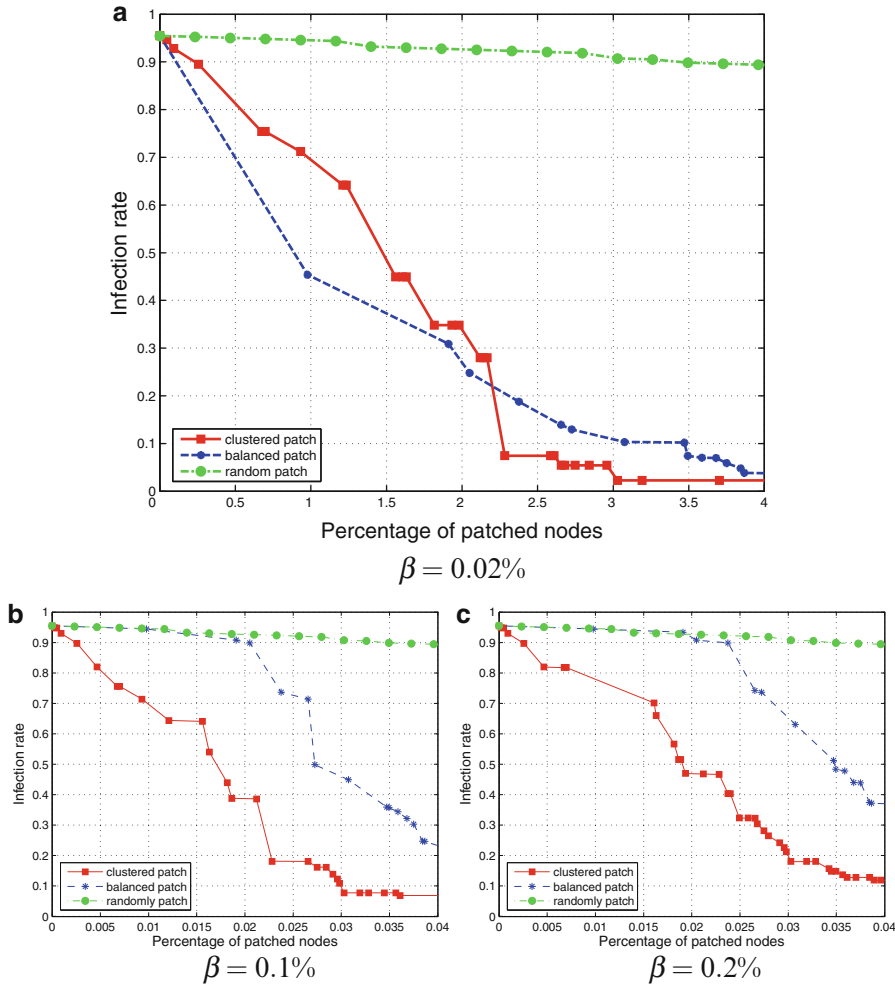 a
1
0.9
0.8
0.7
0.6
0.5
0.4
0.3
0.2
0.1
0
Infection rate
clustered patch
balanced patch
random patch
0 0.5 1 1.5 2 2.5 3 3.5 4
Percentage of patched nodes
β = 0.02%
b
1
0.9
0.8
0.7
0.6
0.5
0.4
0.3
0.2
0.1
0
Infection rate
clustered patch
balanced patch
randomly patch
0 0.005 0.01 0.015 0.02 0.025 0.03 0.035 0.04
Percentage of patched nodes
β = 0.1%
c
1
0.9
0.8
0.7
0.6
0.5
0.4
0.3
0.2
0.1
0
Infection rate
clustered patch
balanced patch
randomly patch
0 0.005 0.01 0.015 0.02 0.025 0.03 0.035 0.04
Percentage of patched nodes
β = 0.2%